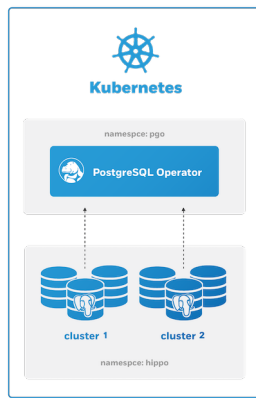 Kubernetes
namespce: pgo
PostgreSQL Operator
cluster 1
cluster 2
namespce: hippo